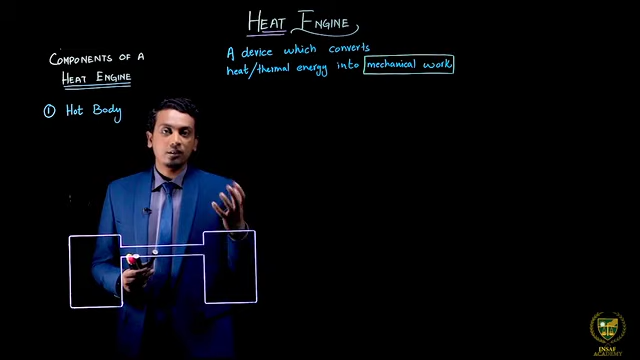 HEAT ENGINE
COMPONENTS OF A
HEAT ENGINE
A device which converts
heat/thermal energy into mechanical work
① Hot Body
INSAF
ACADEMY